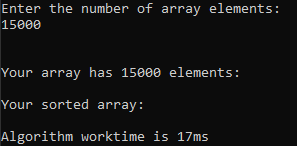 Enter the number of array elements:
15000
Your array has 15000 elements:
Your sorted array:
Algorithm worktime is 17ms